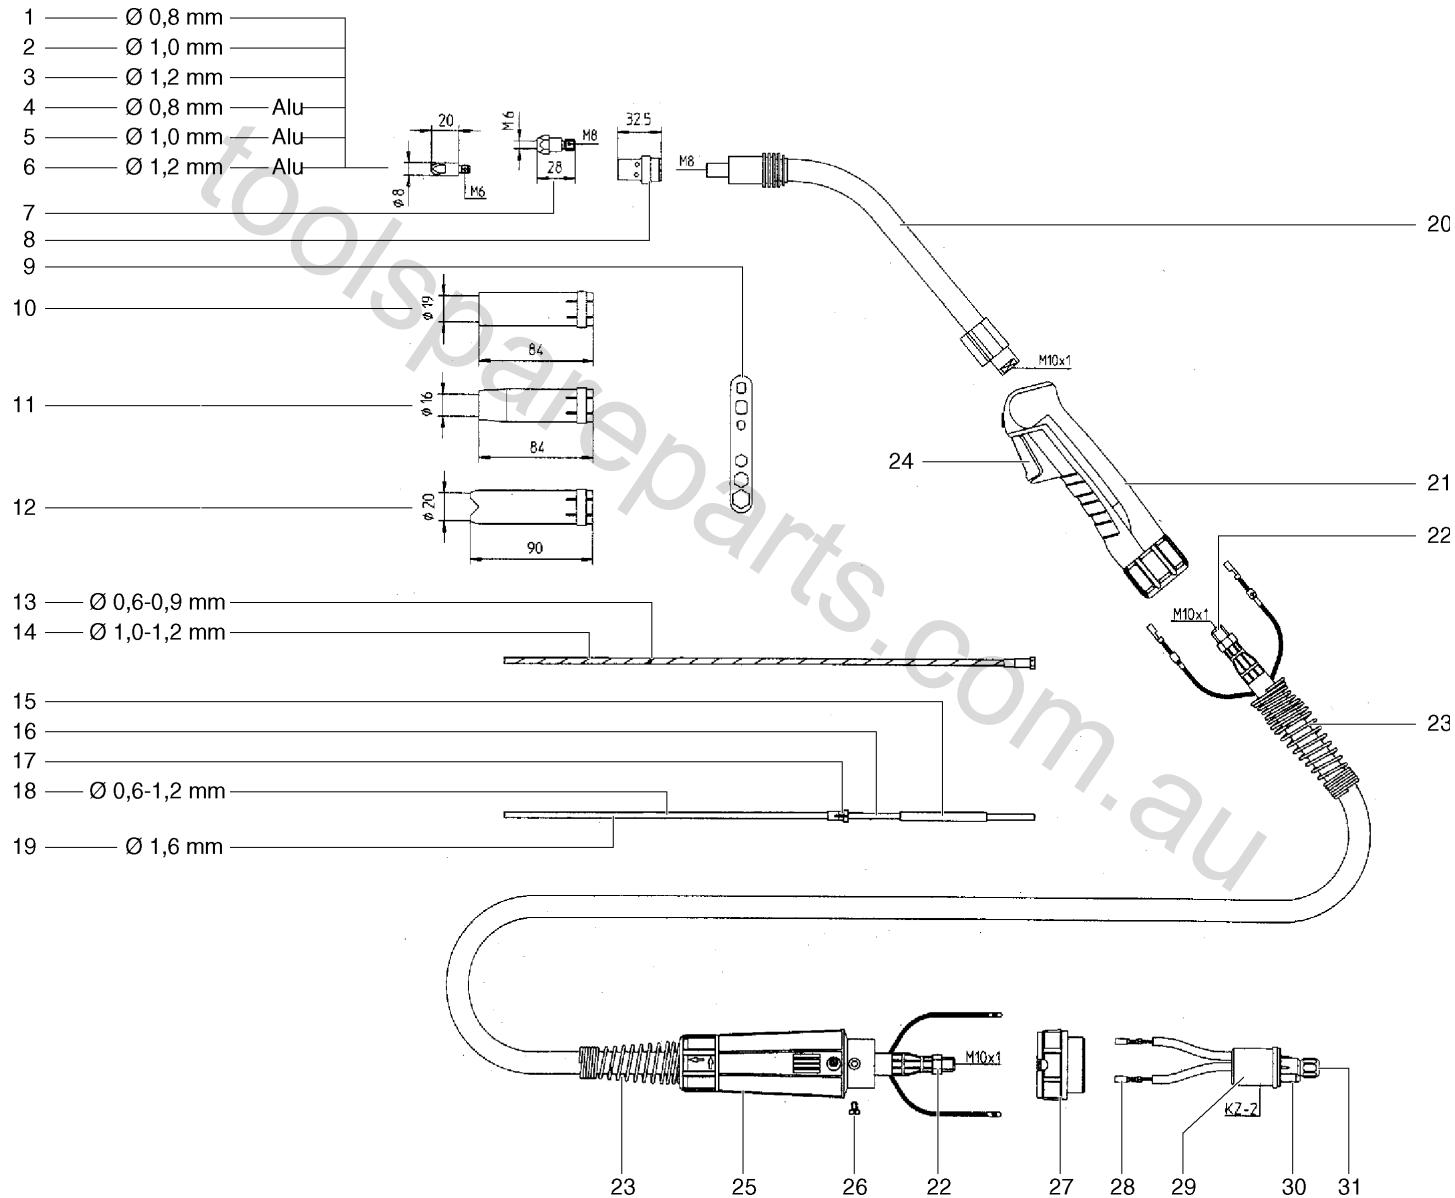 1 Ø 0,8 mm
2 Ø 1,0 mm
3 Ø 1,2 mm
4 Ø 0,8 mm Alu
5 Ø 1,0 mm Alu
6 Ø 1,2 mm Alu
20
ϕ8
M6
M6
M8
28
32.5
M8
7
8
9
10
ϕ19
84
11
ϕ16
84
12
ϕ20
90
20
M10x1
24
21
22
M10x1
13 Ø 0,6-0,9 mm
14 Ø 1,0-1,2 mm
15
16
17
18 Ø 0,6-1,2 mm
19 Ø 1,6 mm
23
toolspareparts.com.au
M10x1
KZ-2
23 25 26 22 27 28 29 30 31